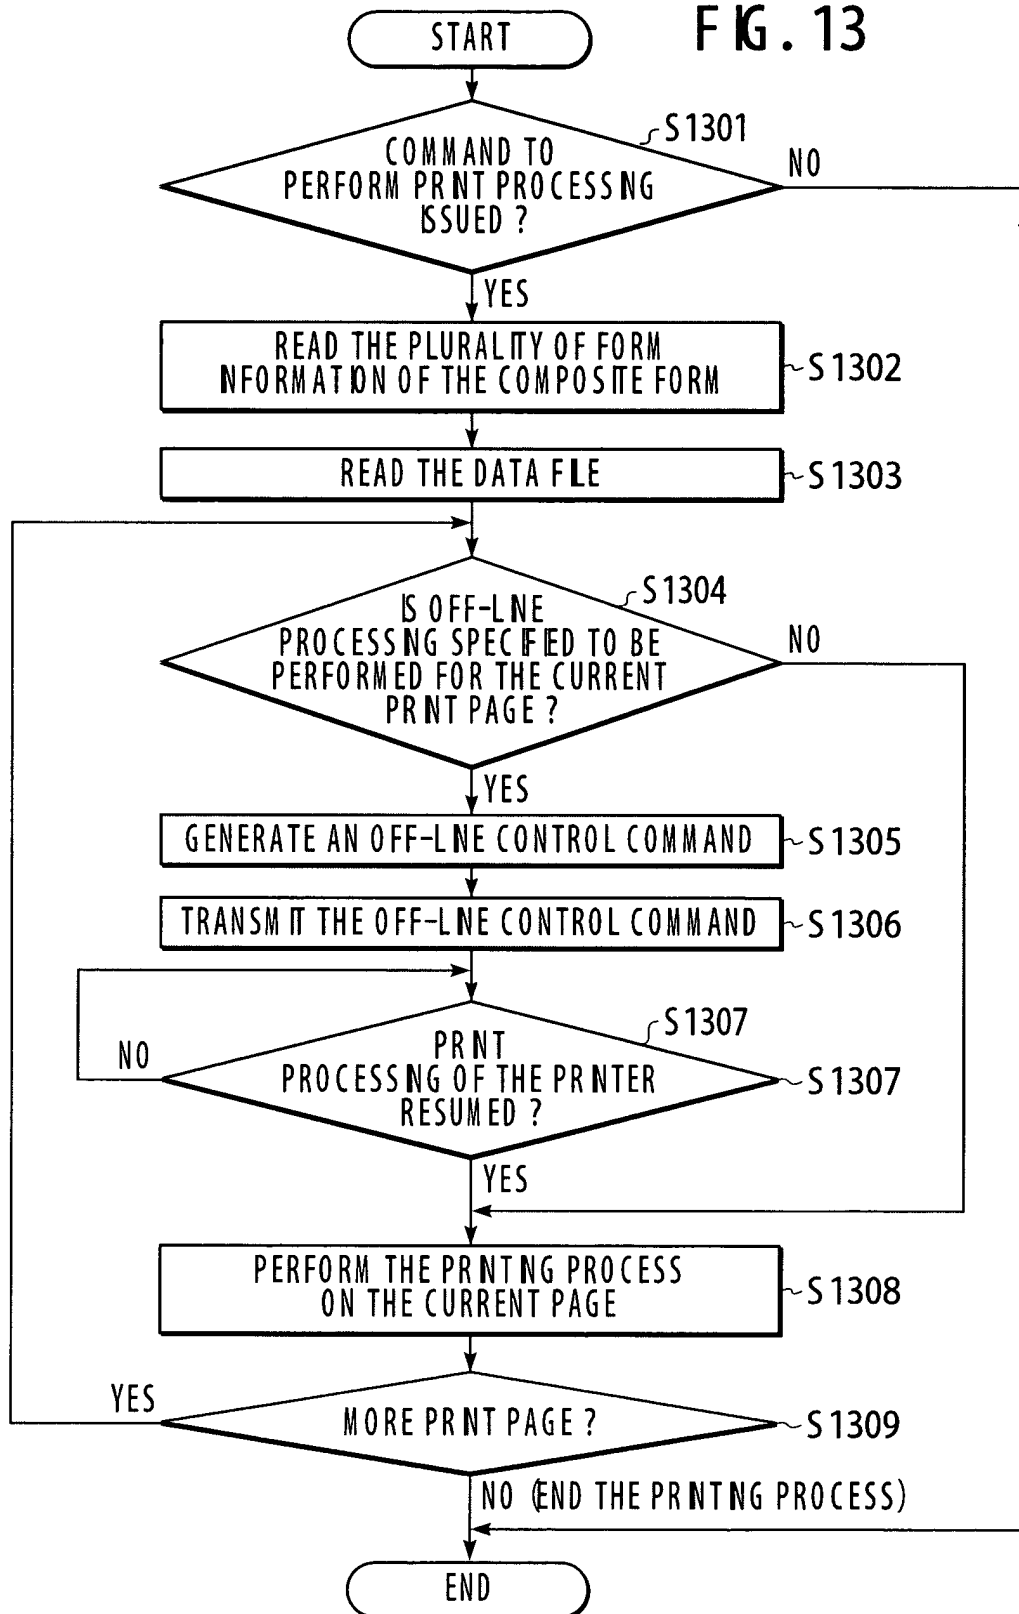 FIG. 13
START
S1301
COMMAND TO
PERFORM PRINT PROCESSING
ISSUED ?
NO
YES
READ THE PLURALITY OF FORM
INFORMATION OF THE COMPOSITE FORM
S1302
READ THE DATA FILE
S1303
S1304
IS OFF-LINE
PROCESSING SPECIFIED TO BE
PERFORMED FOR THE CURRENT
PRINT PAGE ?
NO
YES
GENERATE AN OFF-LINE CONTROL COMMAND
S1305
TRANSMIT THE OFF-LINE CONTROL COMMAND
S1306
S1307
PRINT
PROCESSING OF THE PRINTER
RESUMED ?
NO
S1307
YES
PERFORM THE PRINTING PROCESS
ON THE CURRENT PAGE
S1308
YES
MORE PRINT PAGE ?
S1309
NO (END THE PRINTING PROCESS)
END